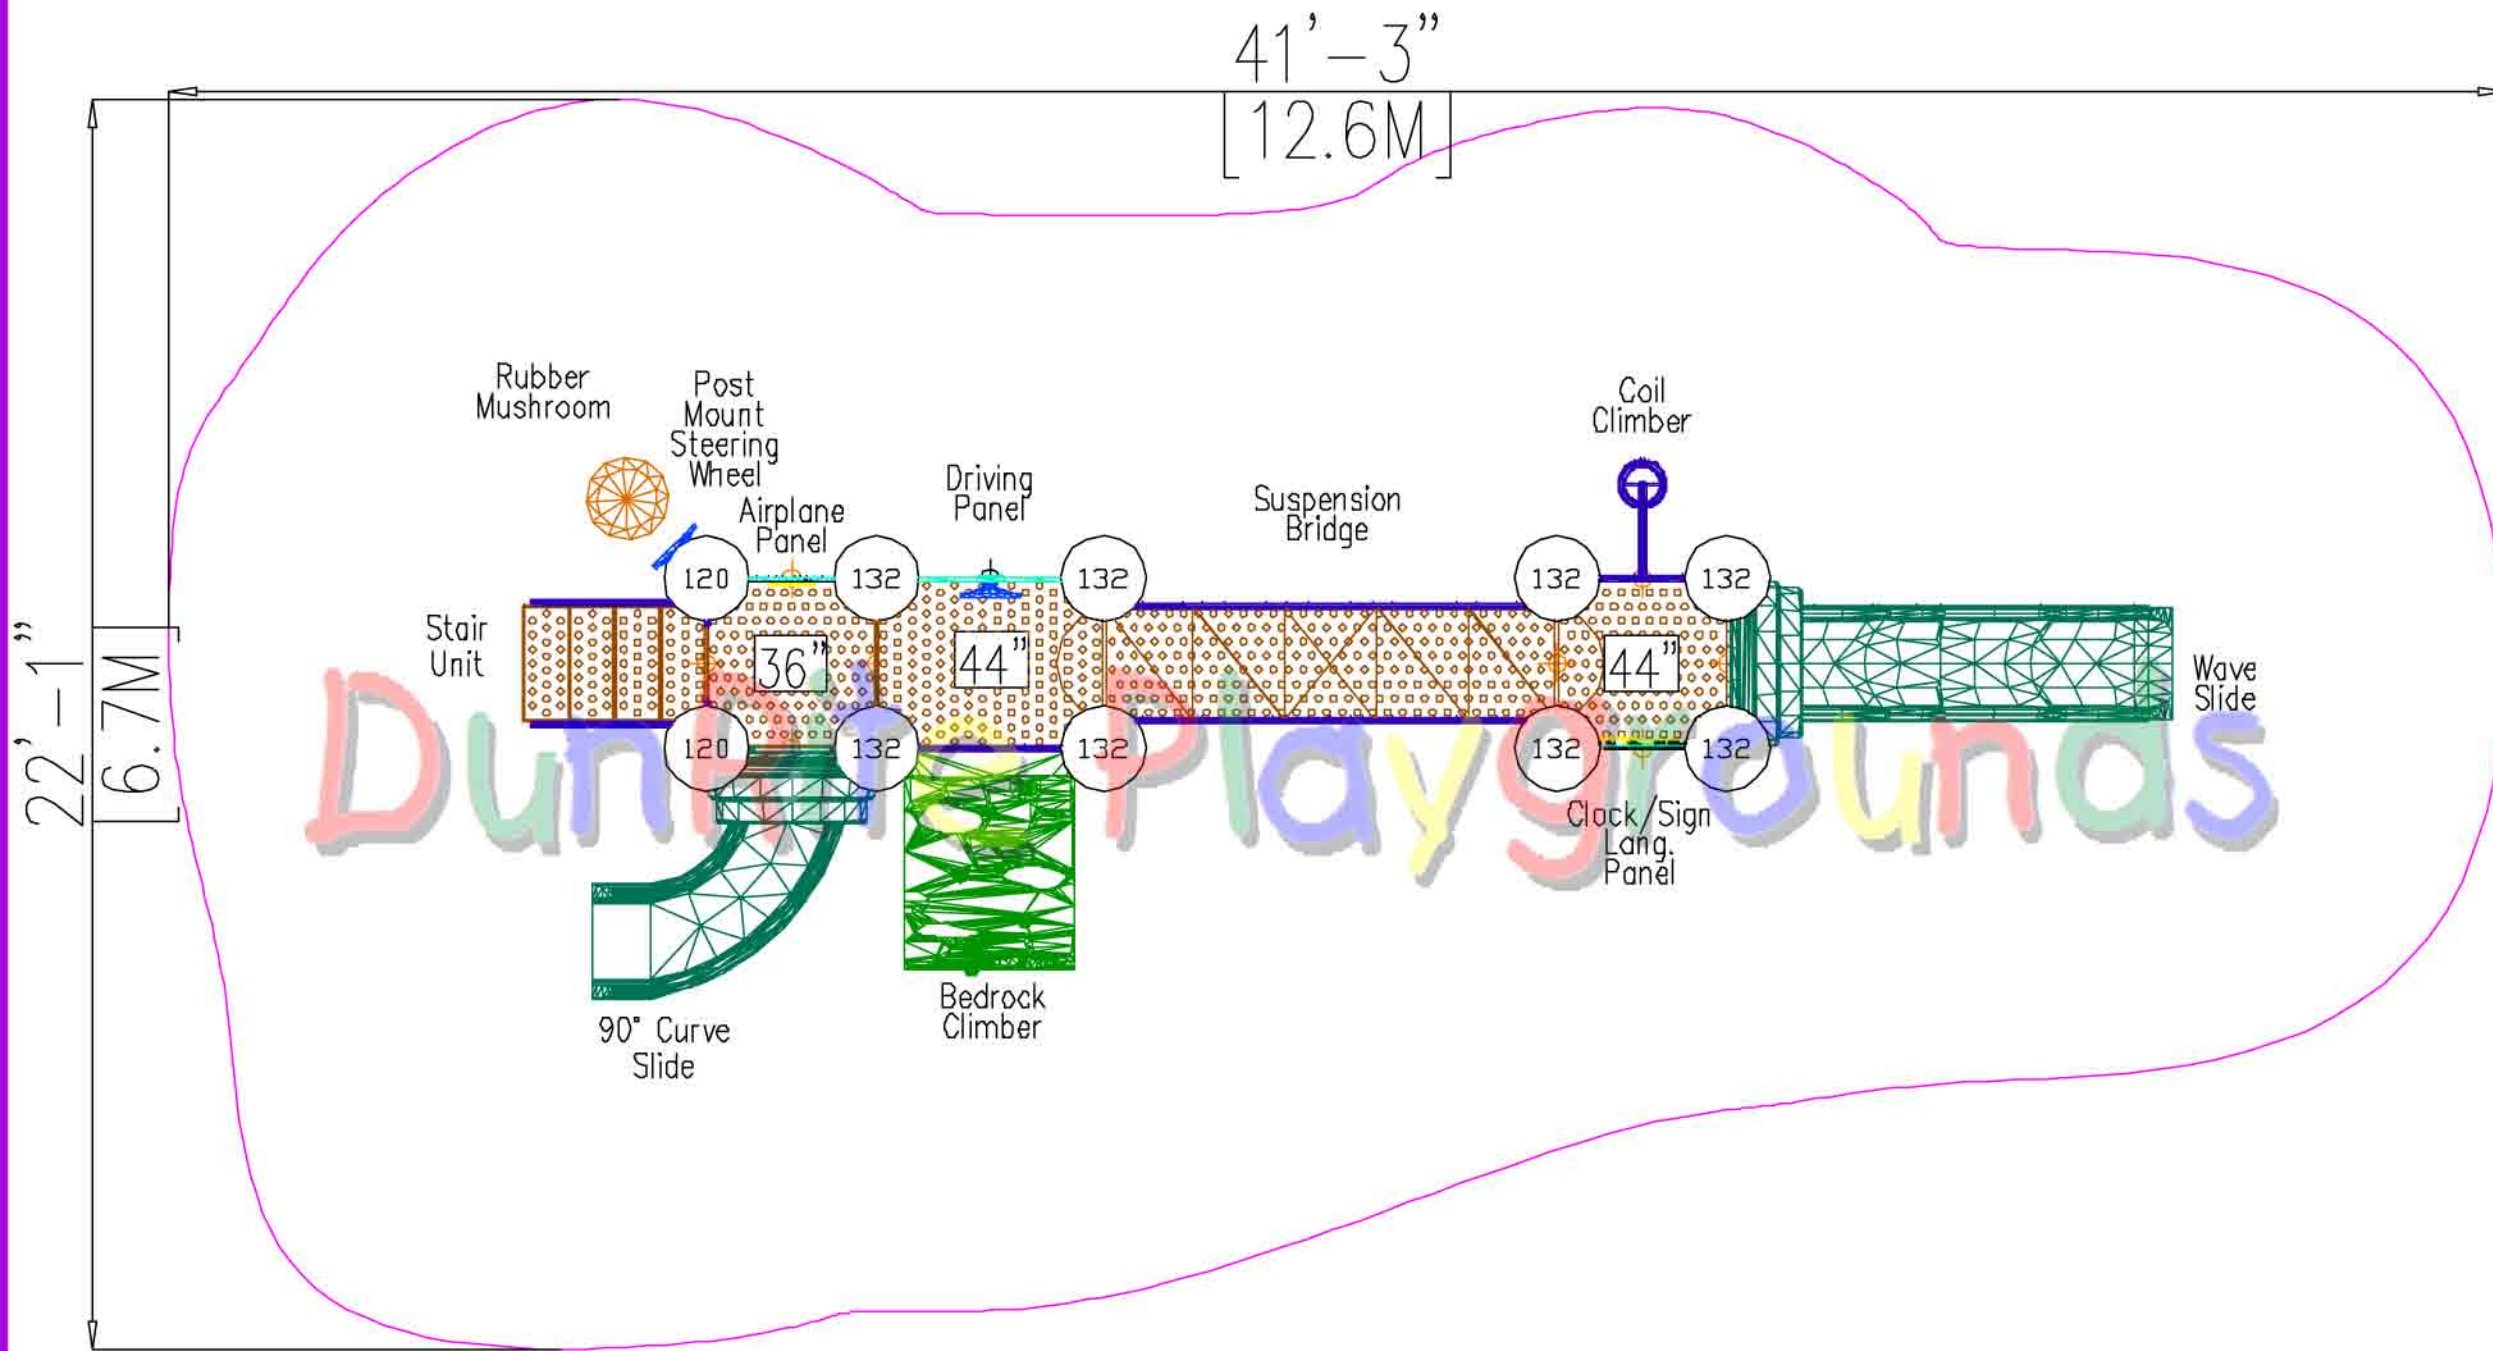 41'-3"
[12.6M]
22'-1"
6.7M
Rubber
Mushroom
Post
Mount
Steering
Wheel
Airplane
Panel
Driving
Panel
Suspension
Bridge
Coil
Climber
120
132
132
132
132
Stair
Unit
36"
44"
44"
Wave
Slide
DunRite Playgrounds
120
132
132
132
132
Clock/Sign
Lang.
Panel
90° Curve
Slide
Bedrock
Climber